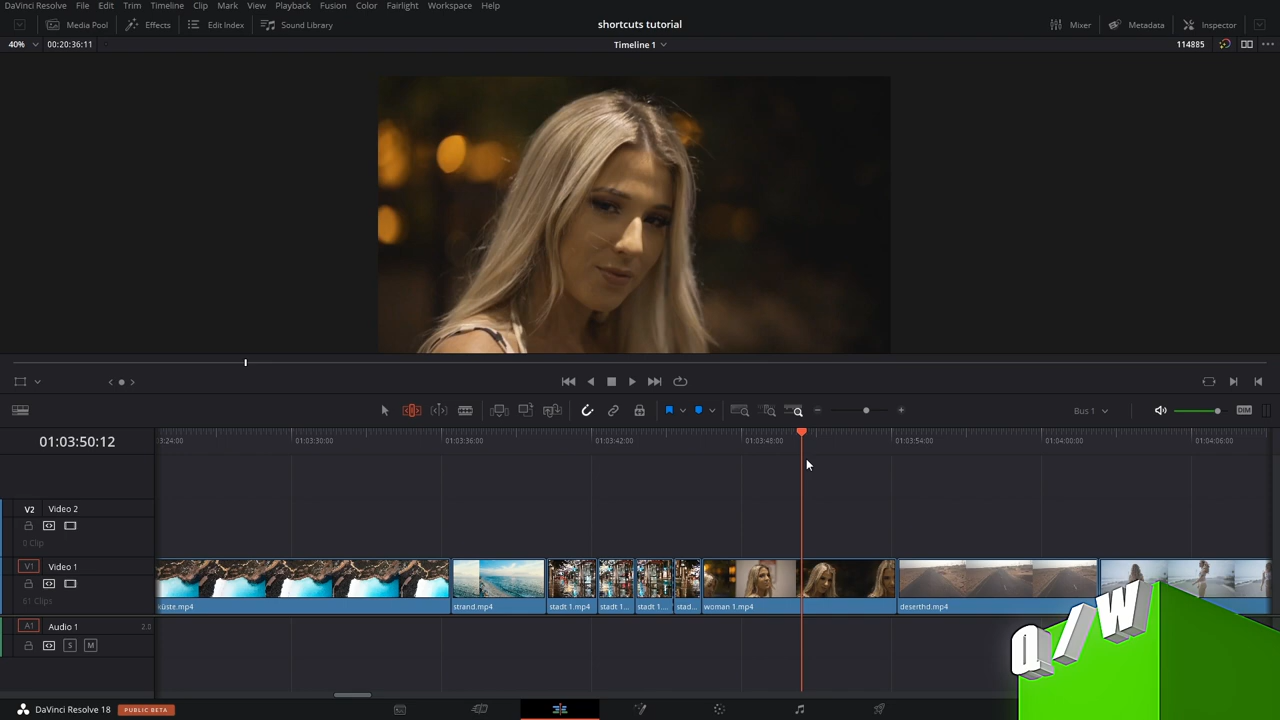 DaVinci Resolve File Edit Trim Timeline Clip Mark View Playback Fusion Color Fairlight Workspace Help
Media Pool Effects Edit Index Sound Library shortcuts tutorial Mixer Metadata Inspector
40% 00:20:36:11 Timeline 1 114885
Bus 1 DIM
01:03:50:12 :3:24:00 01:03:30:00 01:03:36:00 01:03:42:00 01:03:48:00 01:03:54:00 01:04:00:00 01:04:06:00
V2 Video 2
0 Clip
V1 Video 1
61 Clips küste.mp4 strand.mp4 stadt 1.mp4 stadt 1... stadt 1.... stad... woman 1.mp4 deserthd.mp4
A1 Audio 1 2.0
S M
Q/W
DaVinci Resolve 18 PUBLIC BETA